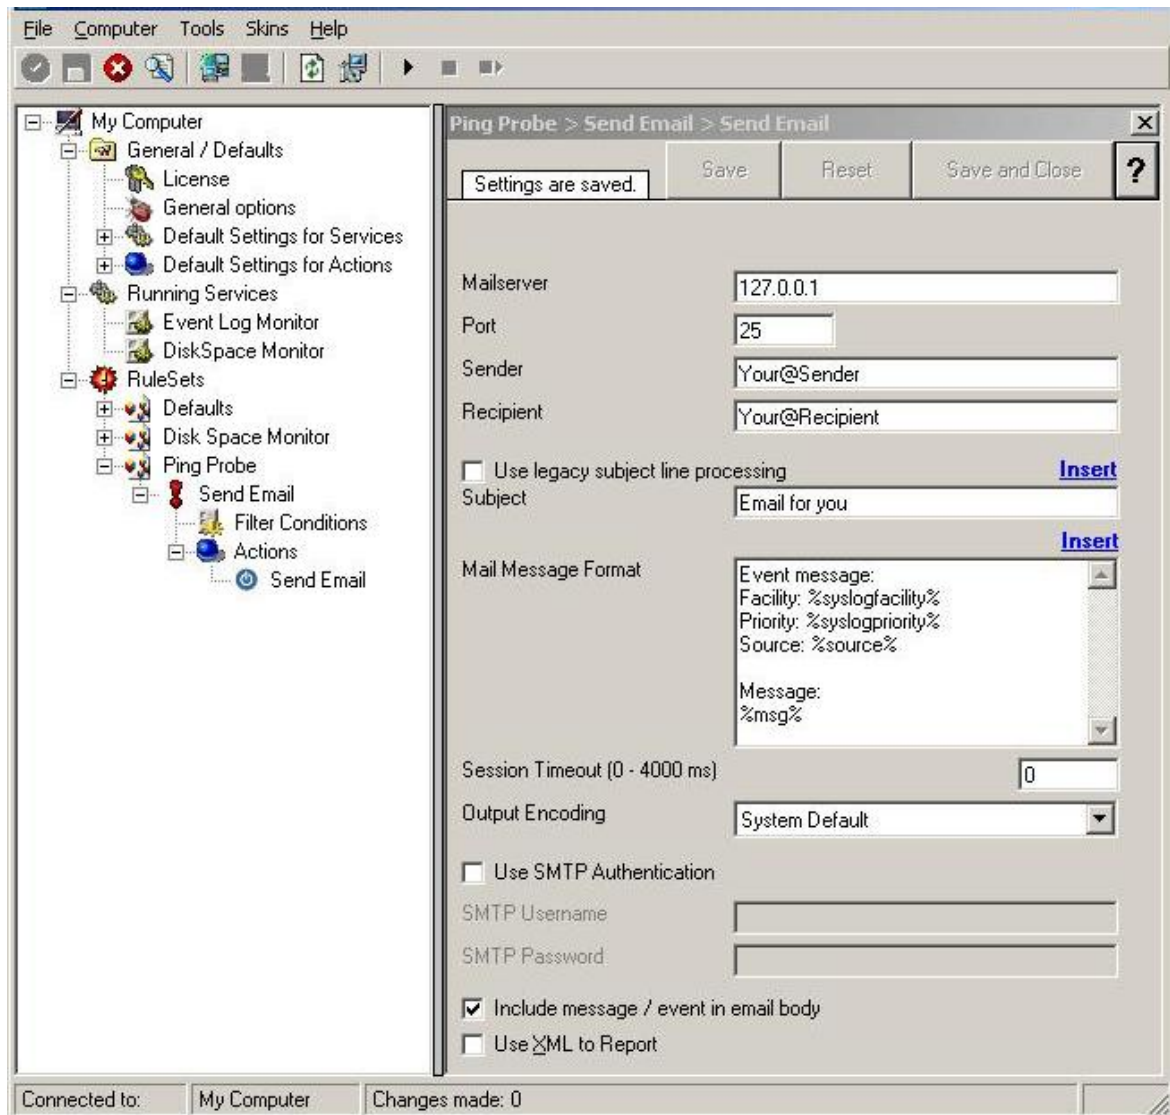 File Computer Tools Skins Help
My Computer
General / Defaults
License
General options
Default Settings for Services
Default Settings for Actions
Running Services
Event Log Monitor
DiskSpace Monitor
RuleSets
Defaults
Disk Space Monitor
Ping Probe
Send Email
Filter Conditions
Actions
Send Email
Ping Probe > Send Email > Send Email
Settings are saved. Save Reset Save and Close ?
Mailserver 127.0.0.1
Port 25
Sender Your@Sender
Recipient Your@Recipient
Use legacy subject line processing Insert
Subject Email for you
Insert
Mail Message Format Event message:
Facility: %syslogfacility%
Priority: %syslogpriority%
Source: %source%
Message:
%msg%
Session Timeout (0 - 4000 ms) 0
Output Encoding System Default
Use SMTP Authentication
SMTP Username
SMTP Password
Include message / event in email body
Use XML to Report
Connected to: My Computer Changes made: 0